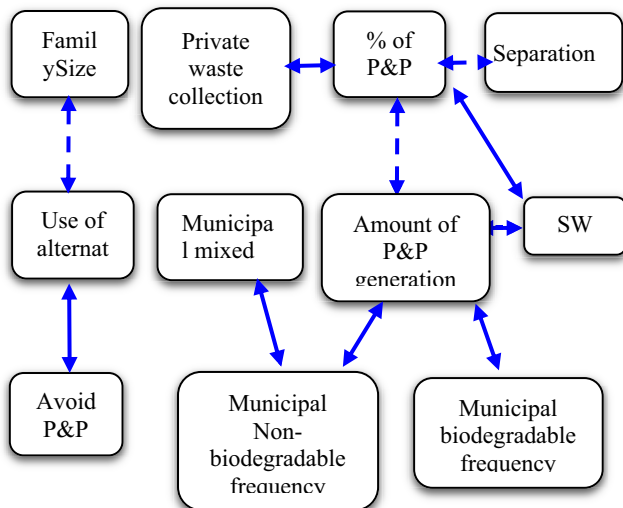 Famil
ySize
Private
waste
collection
% of
P&P
Separation
Use of
alternat
Municipa
l mixed
Amount of
P&P
generation
SW
Avoid
P&P
Municipal
Non-
biodegradable
frequency
Municipal
biodegradable
frequency